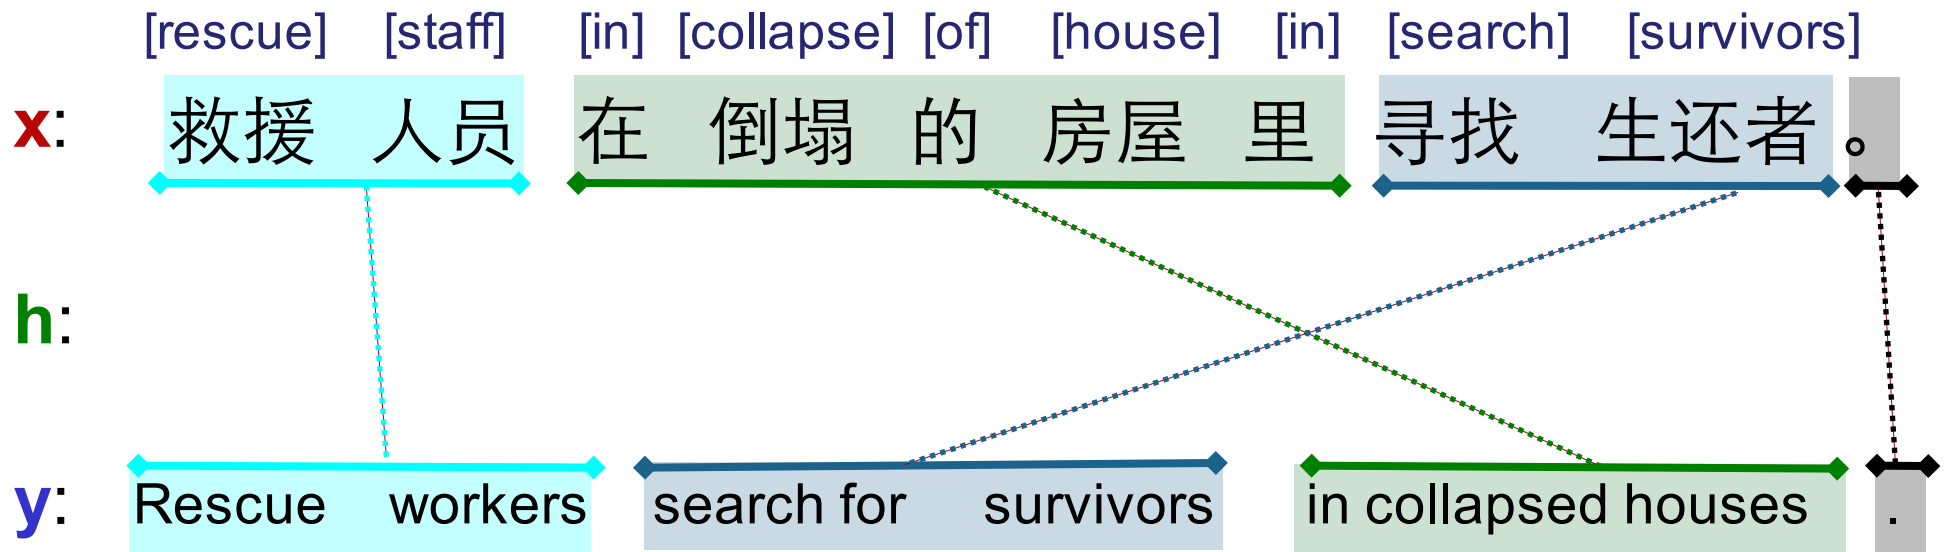 [rescue] [staff] [in] [collapse] [of] [house] [in] [search] [survivors]
x: 救援 人员 在 倒塌 的 房屋 里 寻找 生还者 。
h:
y: Rescue workers search for survivors in collapsed houses .